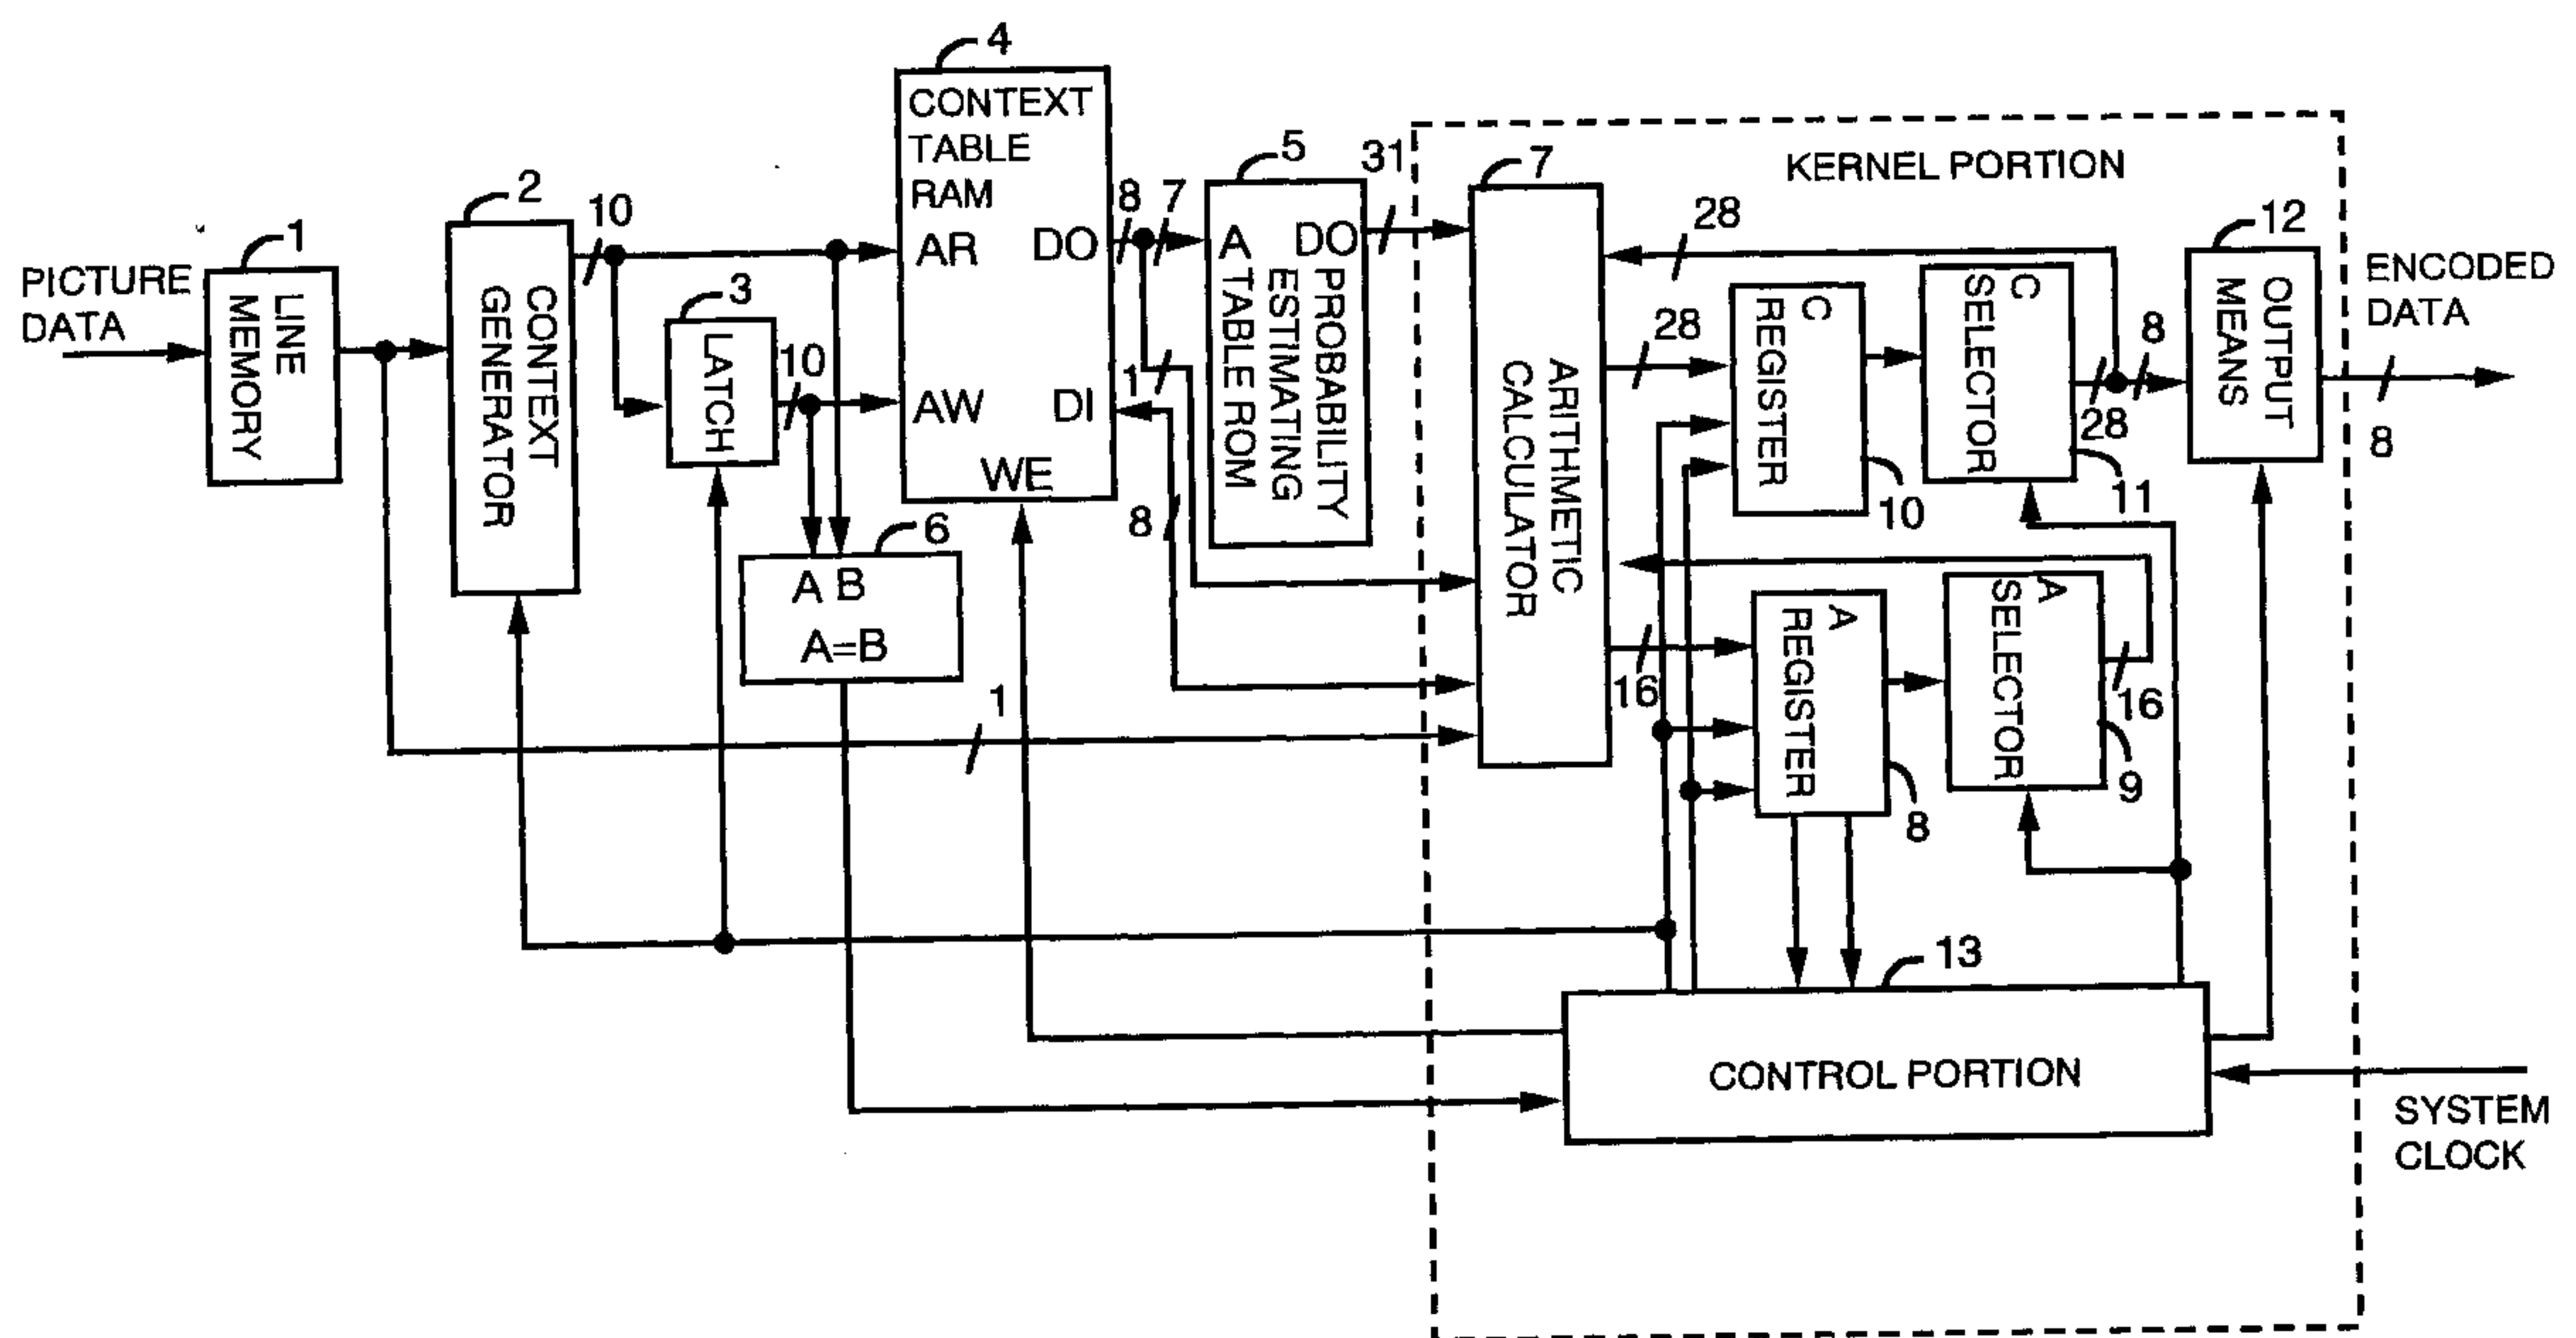 PICTURE
DATA
1
LINE
MEMORY
2
CONTEXT
GENERATOR
10
3
LATCH
10
4
CONTEXT
TABLE
RAM
AR
DO
AW
DI
WE
8
7
1
8
5
A
DO
PROBABILITY
ESTIMATING
TABLE ROM
31
6
A B
A=B
1
KERNEL PORTION
7
ARITHMETIC
CALCULATOR
28
28
C
REGISTER
10
C
SELECTOR
11
28
8
12
OUTPUT
MEANS
ENCODED
DATA
8
16
A
REGISTER
8
A
SELECTOR
9
16
13
CONTROL PORTION
SYSTEM
CLOCK